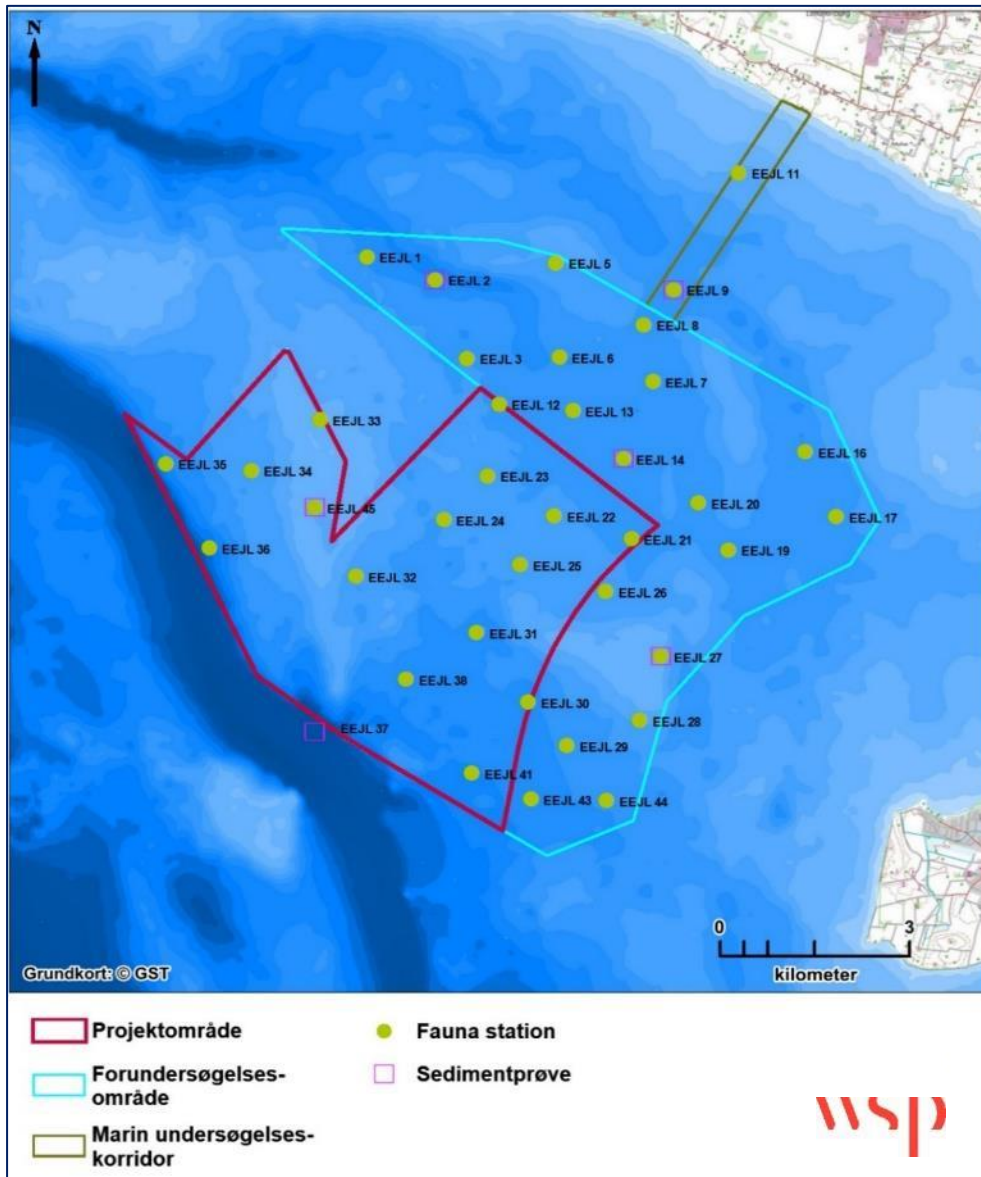 N
EEJL 11
EEJL 1
EEJL 5
EEJL 2
EEJL 9
EEJL 8
EEJL 3
EEJL 6
EEJL 7
EEJL 12
EEJL 13
EEJL 33
EEJL 16
EEJL 35
EEJL 34
EEJL 14
EEJL 23
EEJL 45
EEJL 20
EEJL 24
EEJL 22
EEJL 17
EEJL 21
EEJL 36
EEJL 19
EEJL 25
EEJL 32
EEJL 26
EEJL 31
EEJL 27
EEJL 38
EEJL 30
EEJL 28
EEJL 37
EEJL 29
EEJL 41
EEJL 43
EEJL 44
0 3
kilometer
Grundkort: © GST
Projektområde
Fauna station
Forundersøgelses-
område
Sedimentprøve
Marin undersøgelses-
korridor
wsp